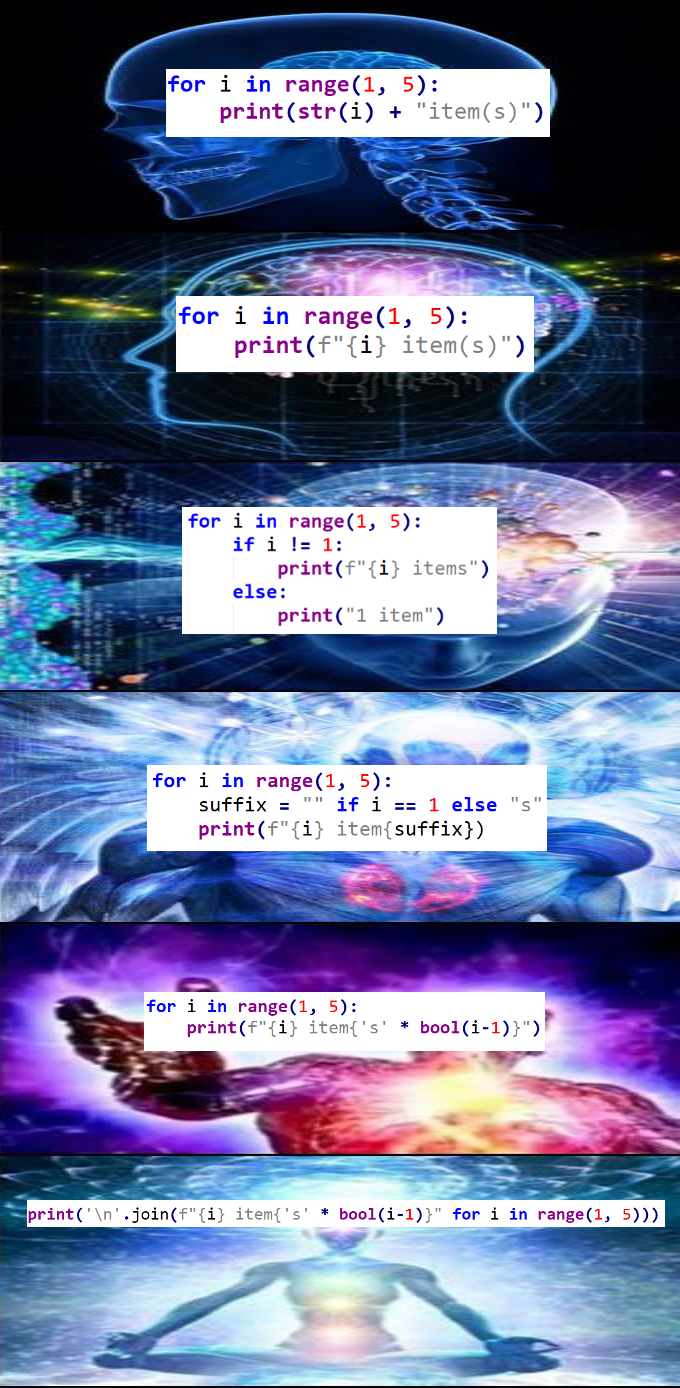 for i in range(1, 5):
    print(str(i) + "item(s)")
for i in range(1, 5):
    print(f"{i} item(s)")
for i in range(1, 5):
    if i != 1:
        print(f"{i} items")
    else:
        print("1 item")
for i in range(1, 5):
    suffix = "" if i == 1 else "s"
    print(f"{i} item{suffix})
for i in range(1, 5):
    print(f"{i} item{'s' * bool(i-1)}")
print('\n'.join(f"{i} item{'s' * bool(i-1)}" for i in range(1, 5)))